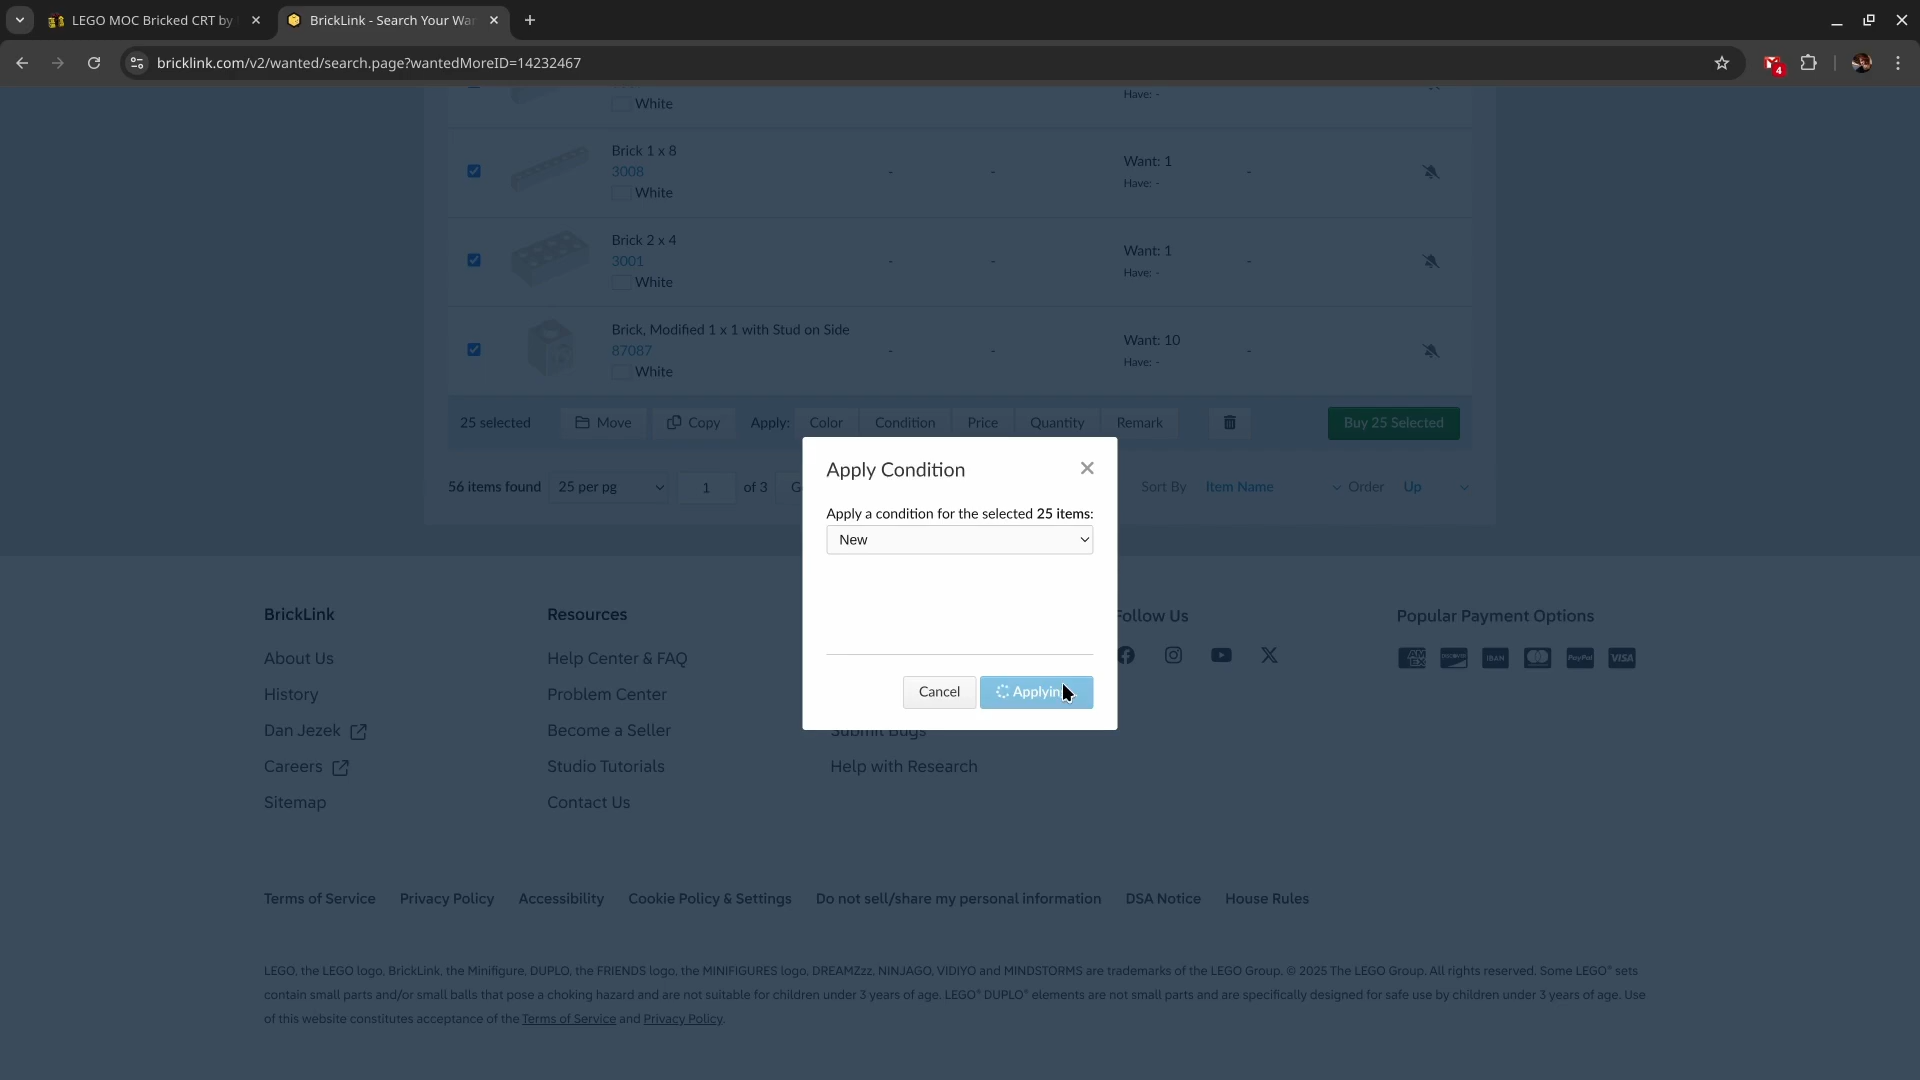 LEGO MOC Bricked CRT by
BrickLink - Search Your Wa
bricklink.com/v2/wanted/search.page?wantedMoreID=14232467
4
White
Have: -
Brick 1 x 8
3008
White
-
-
Want: 1
Have: -
-
Brick 2 x 4
3001
White
-
-
Want: 1
Have: -
-
Brick, Modified 1 x 1 with Stud on Side
87087
White
-
-
Want: 10
Have: -
-
25 selected
Move
Copy
Apply:
Color
Condition
Price
Quantity
Remark
Buy 25 Selected
56 items found
25 per pg
1
of 3
G
Sort By
Item Name
Order
Up
Apply Condition
Apply a condition for the selected 25 items:
New
Cancel
Applyin
BrickLink
About Us
History
Dan Jezek
Careers
Sitemap
Resources
Help Center & FAQ
Problem Center
Become a Seller
Studio Tutorials
Contact Us
Submit Bugs
Help with Research
Follow Us
Popular Payment Options
AM EX
DISCOVER
IBAN
PayPal
VISA
Terms of Service
Privacy Policy
Accessibility
Cookie Policy & Settings
Do not sell/share my personal information
DSA Notice
House Rules
LEGO, the LEGO logo, BrickLink, the Minifigure, DUPLO, the FRIENDS logo, the MINIFIGURES logo, DREAMZzz, NINJAGO, VIDIYO and MINDSTORMS are trademarks of the LEGO Group. © 2025 The LEGO Group. All rights reserved. Some LEGO® sets
contain small parts and/or small balls that pose a choking hazard and are not suitable for children under 3 years of age. LEGO® DUPLO® elements are not small parts and are specifically designed for safe use by children under 3 years of age. Use
of this website constitutes acceptance of the Terms of Service and Privacy Policy.